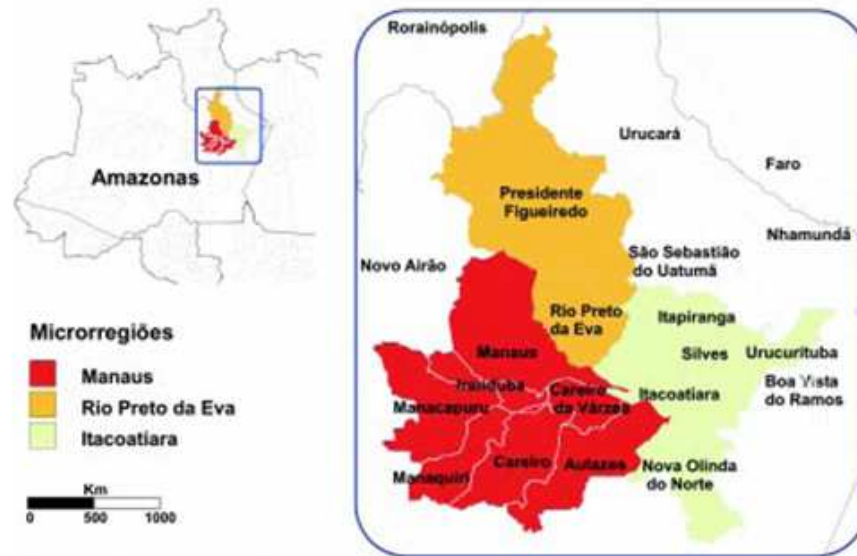 Amazonas
Microrregiões
Manaus
Rio Preto da Eva
Itacoatiara
Km
0 500 1000
Rorainópolis
Urucará
Faro
Presidente
Figueiredo
Nhamundá
São Sebastião
do Uatumã
Novo Airão
Rio Preto
da Eva
Itapiranga
Manaus
Silves
Urucurituba
Iranduba
Careiro
da Várzea
Itacoatiara
Boa Vista
do Ramos
Manacapuru
Careiro
Autazes
Manaquiri
Nova Olinda
do Norte